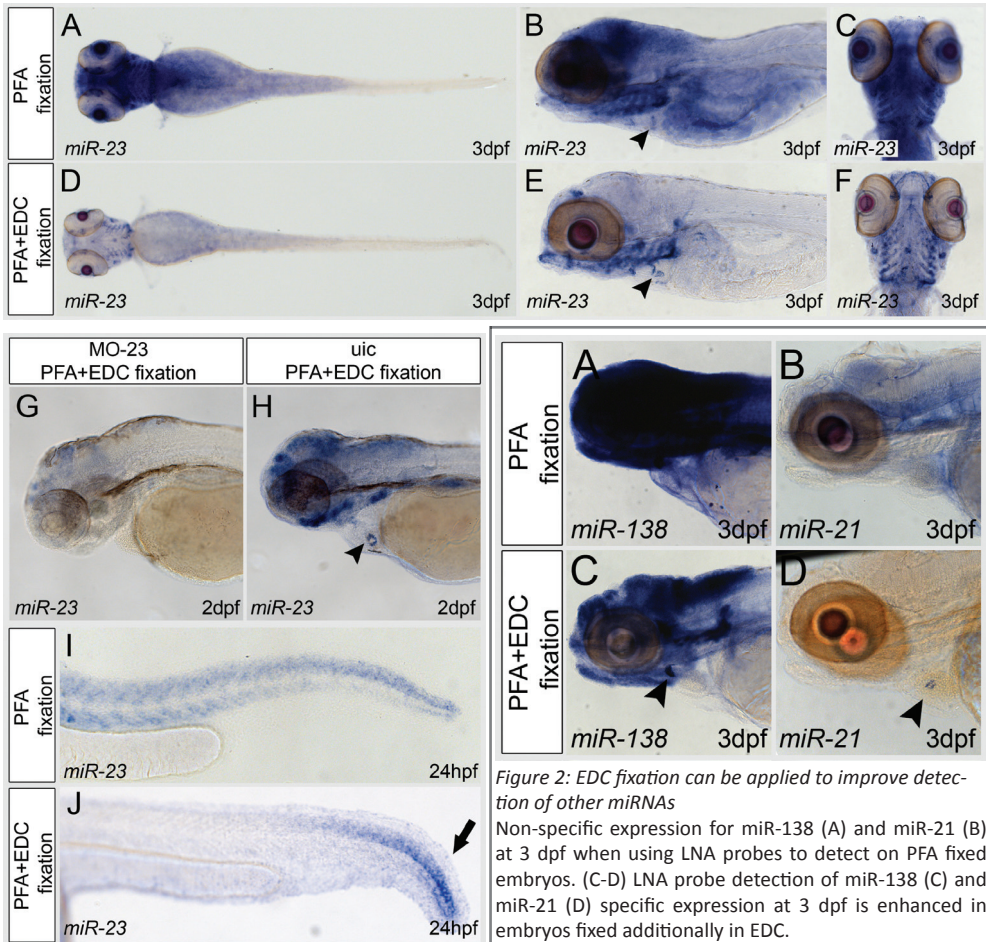 PFA
fixation
A
miR-23
3dpf
B
miR-23
3dpf
C
miR-23
3dpf
PFA+EDC
fixation
D
miR-23
3dpf
E
miR-23
3dpf
F
miR-23
3dpf
MO-23
PFA+EDC fixation
uic
PFA+EDC fixation
G
miR-23
2dpf
H
miR-23
2dpf
PFA
fixation
I
miR-23
24hpf
PFA+EDC
fixation
J
miR-23
24hpf
PFA
fixation
A
miR-138
3dpf
B
miR-21
3dpf
PFA+EDC
fixation
C
miR-138
3dpf
D
miR-21
3dpf
Figure 2: EDC fixation can be applied to improve detec-
tion of other miRNAs
Non-specific expression for miR-138 (A) and miR-21 (B)
at 3 dpf when using LNA probes to detect on PFA fixed
embryos. (C-D) LNA probe detection of miR-138 (C) and
miR-21 (D) specific expression at 3 dpf is enhanced in
embryos fixed additionally in EDC.